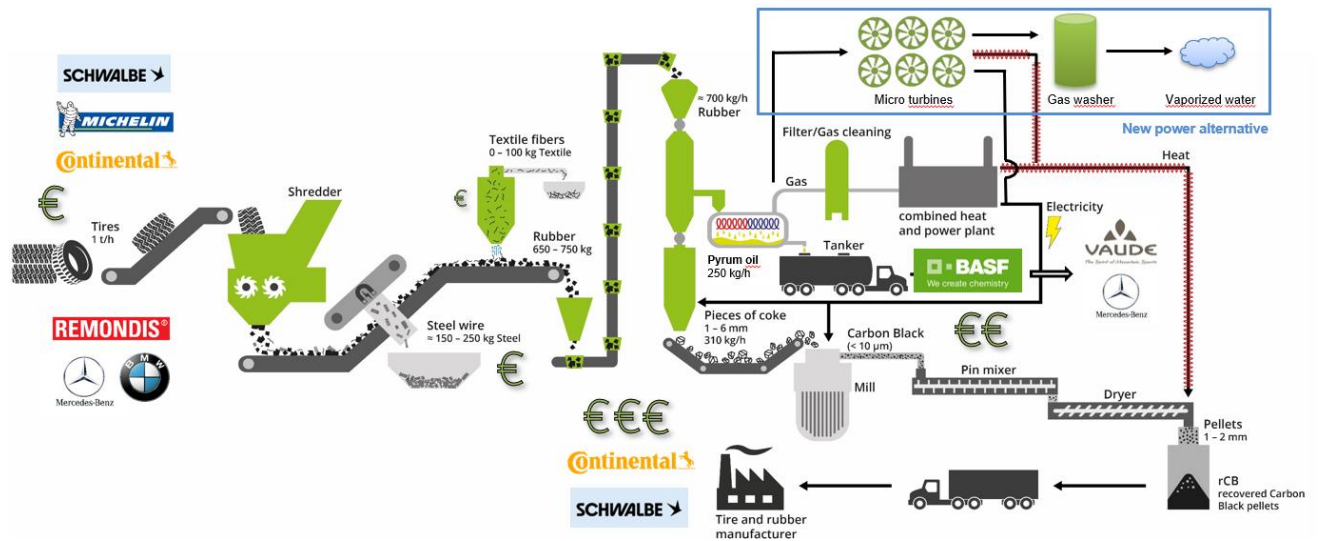 SCHWALBE
MICHELIN
Continental
€
Tires
1 t/h
REMONDIS®
Mercedes-Benz
BMW
Shredder
Textile fibers
0 – 100 kg Textile
€
Rubber
650 – 750 kg
Steel wire
≈ 150 – 250 kg Steel
€
≈ 700 kg/h
Rubber
Micro turbines
Gas washer
Vaporized water
New power alternative
Filter/Gas cleaning
Gas
Heat
combined heat
and power plant
Electricity
Pyrum oil
250 kg/h
Tanker
BASF
We create chemistry
VAUDE
The Spirit of Mountain Sports
Mercedes-Benz
Pieces of coke
1 – 6 mm
310 kg/h
Carbon Black
(< 10 µm)
€€
Mill
Pin mixer
Dryer
Pellets
1 – 2 mm
rCB
recovered Carbon
Black pellets
€€€
Continental
SCHWALBE
Tire and rubber
manufacturer